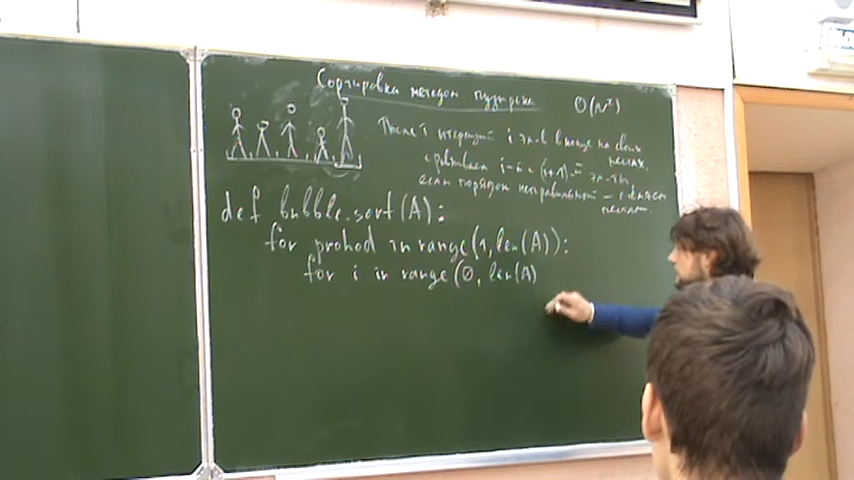 Сортировка методом пузырька O(N²)
После i итераций i эл-в в конце на своих
местах.
сравниваем i-й и (i+1)-й эл-ты,
если порядок неправильный – меняем
местами.
def bubble_sort(A):
for prohod in range(1, len(A)):
for i in range(0, len(A)